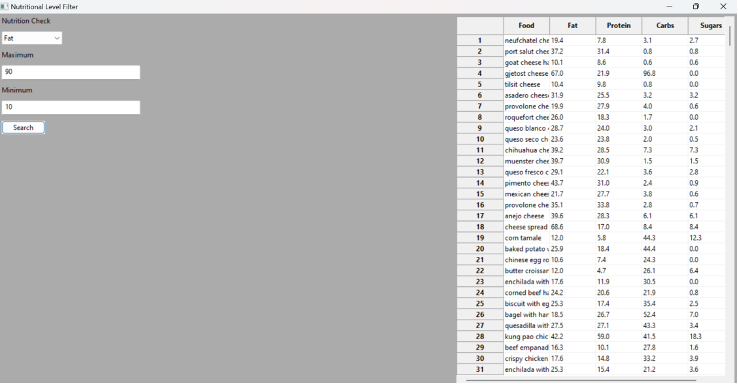 Nutritional Level Filter
Nutrition Check
Fat
Maximum
90
Minimum
10
Search
Food Fat Protein Carbs Sugars
1 neufchatel che 19.4 7.8 3.1 2.7
2 port salut chee 37.2 31.4 0.8 0.8
3 goat cheese ha 10.1 8.6 0.6 0.6
4 gjetost cheese 67.0 21.9 96.8 0.0
5 tilsit cheese 10.4 9.8 0.8 0.0
6 asadero chees 31.9 25.5 3.2 3.2
7 provolone che 19.9 27.9 4.0 0.6
8 roquefort chee 26.0 18.3 1.7 0.0
9 queso blanco 28.7 24.0 3.0 2.1
10 queso seco ch 23.6 23.8 2.0 0.5
11 chihuahua che 39.2 28.5 7.3 7.3
12 muenster chee 39.7 30.9 1.5 1.5
13 queso fresco c 29.1 22.1 3.6 2.8
14 pimento chees 43.7 31.0 2.4 0.9
15 mexican chees 21.7 27.7 3.8 0.6
16 provolone che 35.1 33.8 2.8 0.7
17 anejo cheese 39.6 28.3 6.1 6.1
18 cheese spread 68.6 17.0 8.4 8.4
19 corn tamale 12.0 5.8 44.3 12.3
20 baked potato 25.9 18.4 44.4 0.0
21 chinese egg ro 10.6 7.4 24.3 0.0
22 butter croissan 12.0 4.7 26.1 6.4
23 enchilada with 17.6 11.9 30.5 0.0
24 corned beef ha 24.2 20.6 21.9 0.8
25 biscuit with eg 25.3 17.4 35.4 2.5
26 bagel with har 18.5 26.7 52.4 7.0
27 quesadilla with 27.5 27.1 43.3 3.4
28 kung pao chic 42.2 59.0 41.5 18.3
29 beef empanad 16.3 10.1 27.8 1.6
30 crispy chicken 17.6 14.8 33.2 3.9
31 enchilada with 25.3 15.4 21.2 3.6